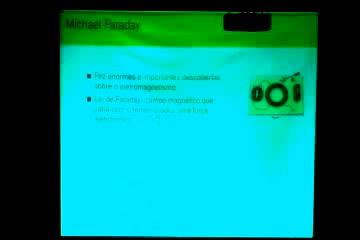 Michael Faraday
Fez enormes e importantes descobertas
sobre o eletromagnetismo
Lei de Faraday: campo magnético que
varia com o tempo produz uma força